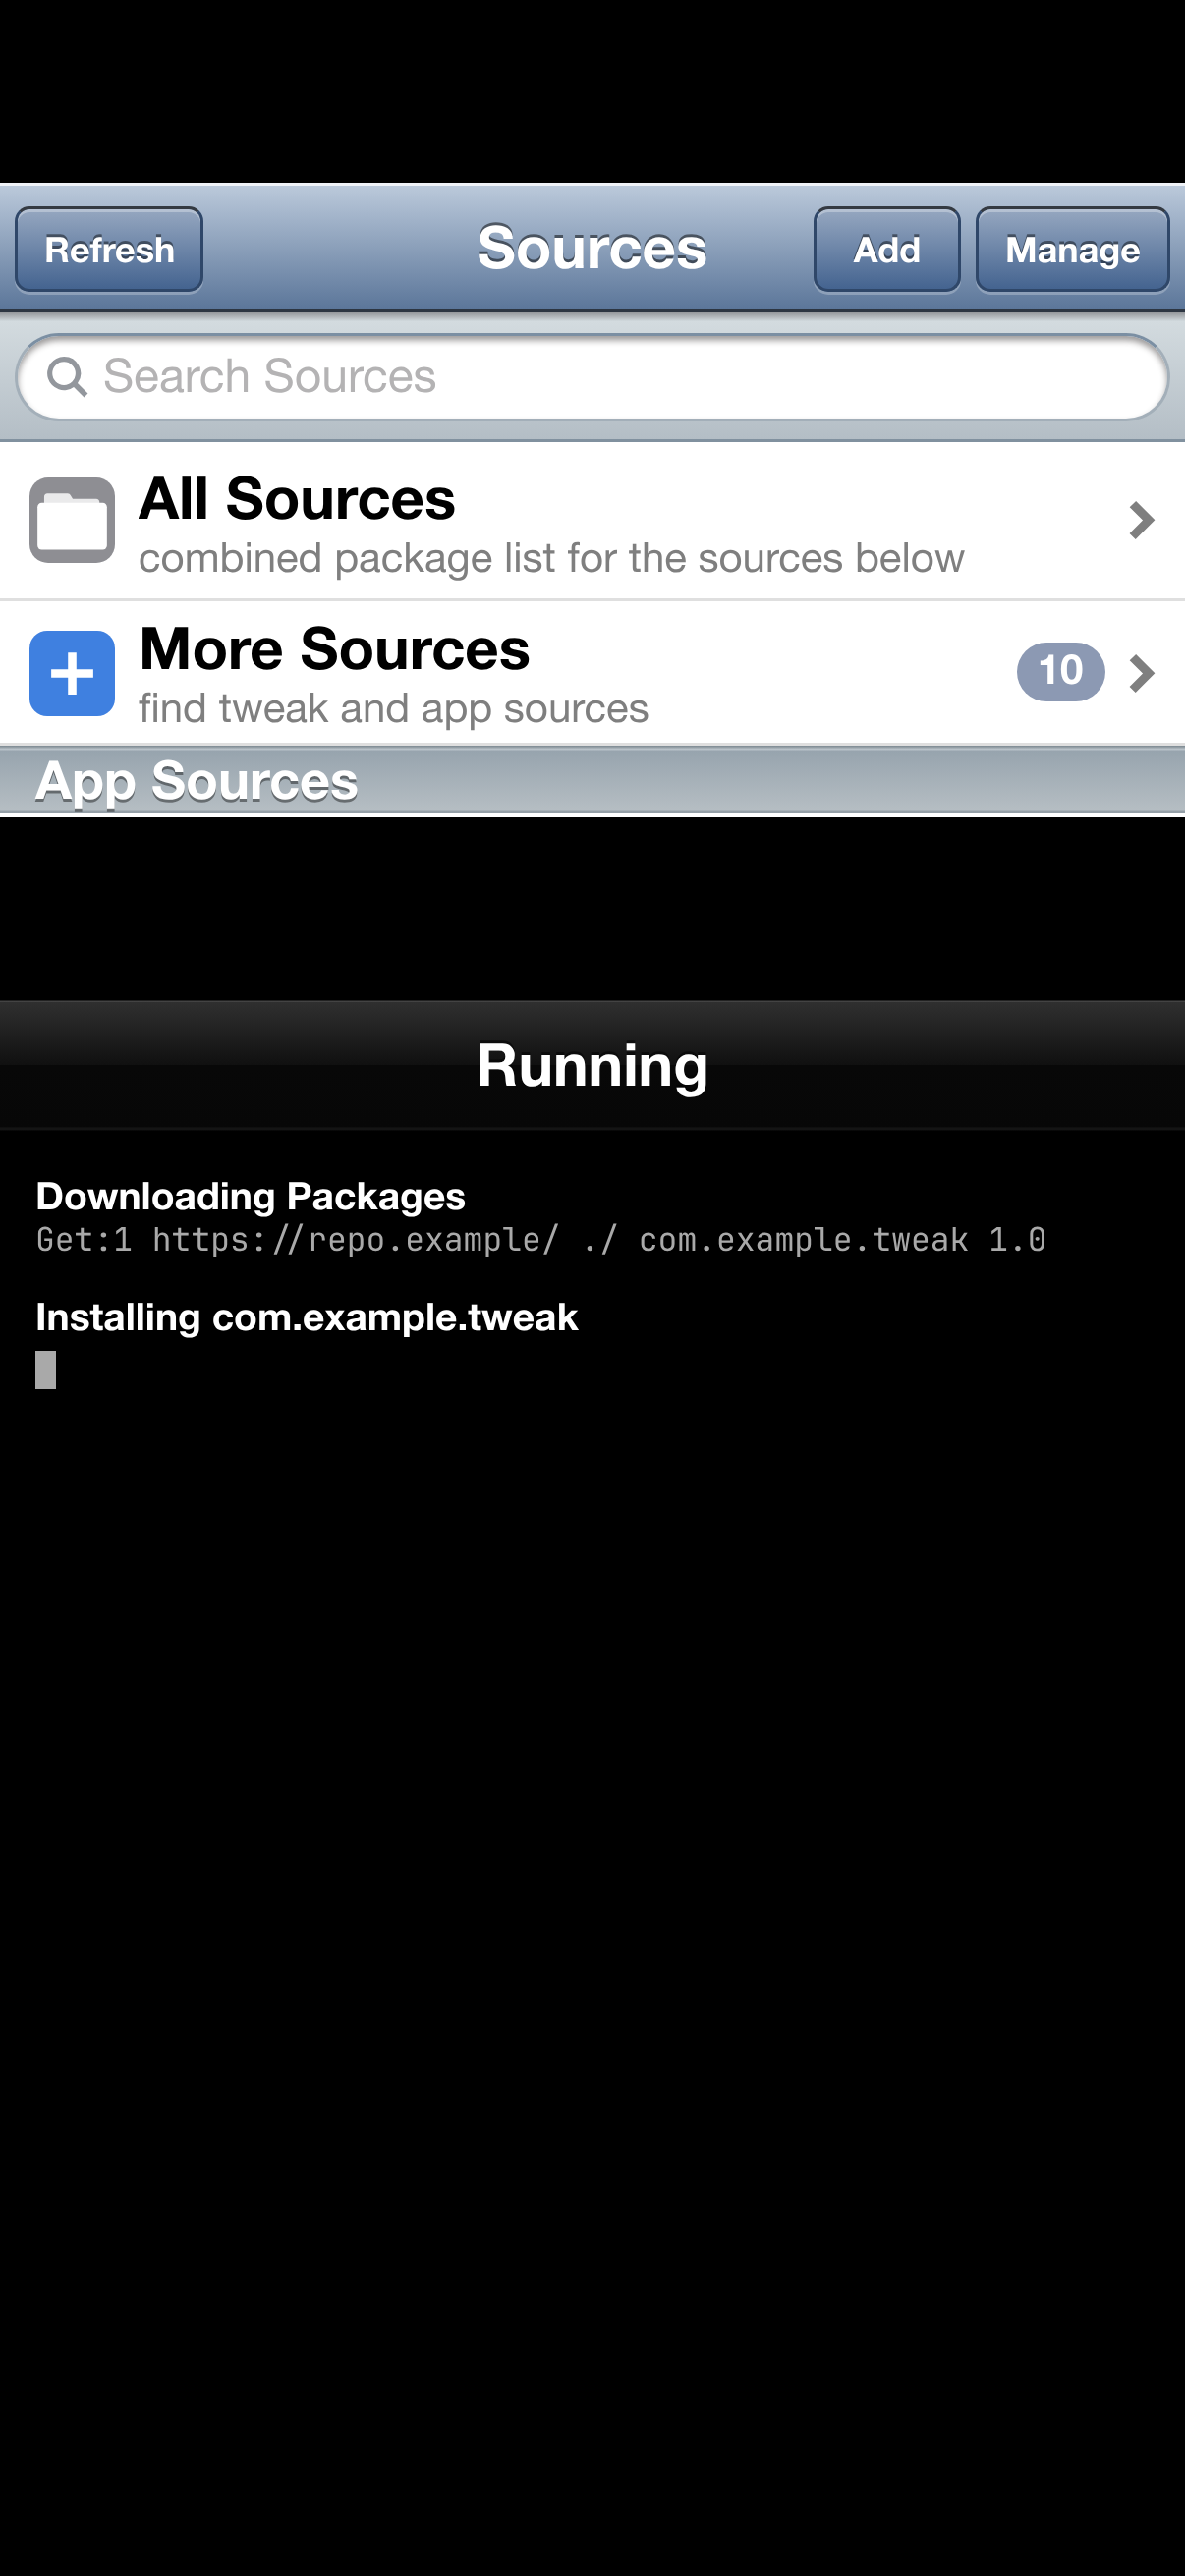 Refresh Sources Add Manage
Search Sources
All Sources
combined package list for the sources below
More Sources
find tweak and app sources
10
App Sources
Running
Downloading Packages
Get:1 https://repo.example/ ./ com.example.tweak 1.0
Installing com.example.tweak